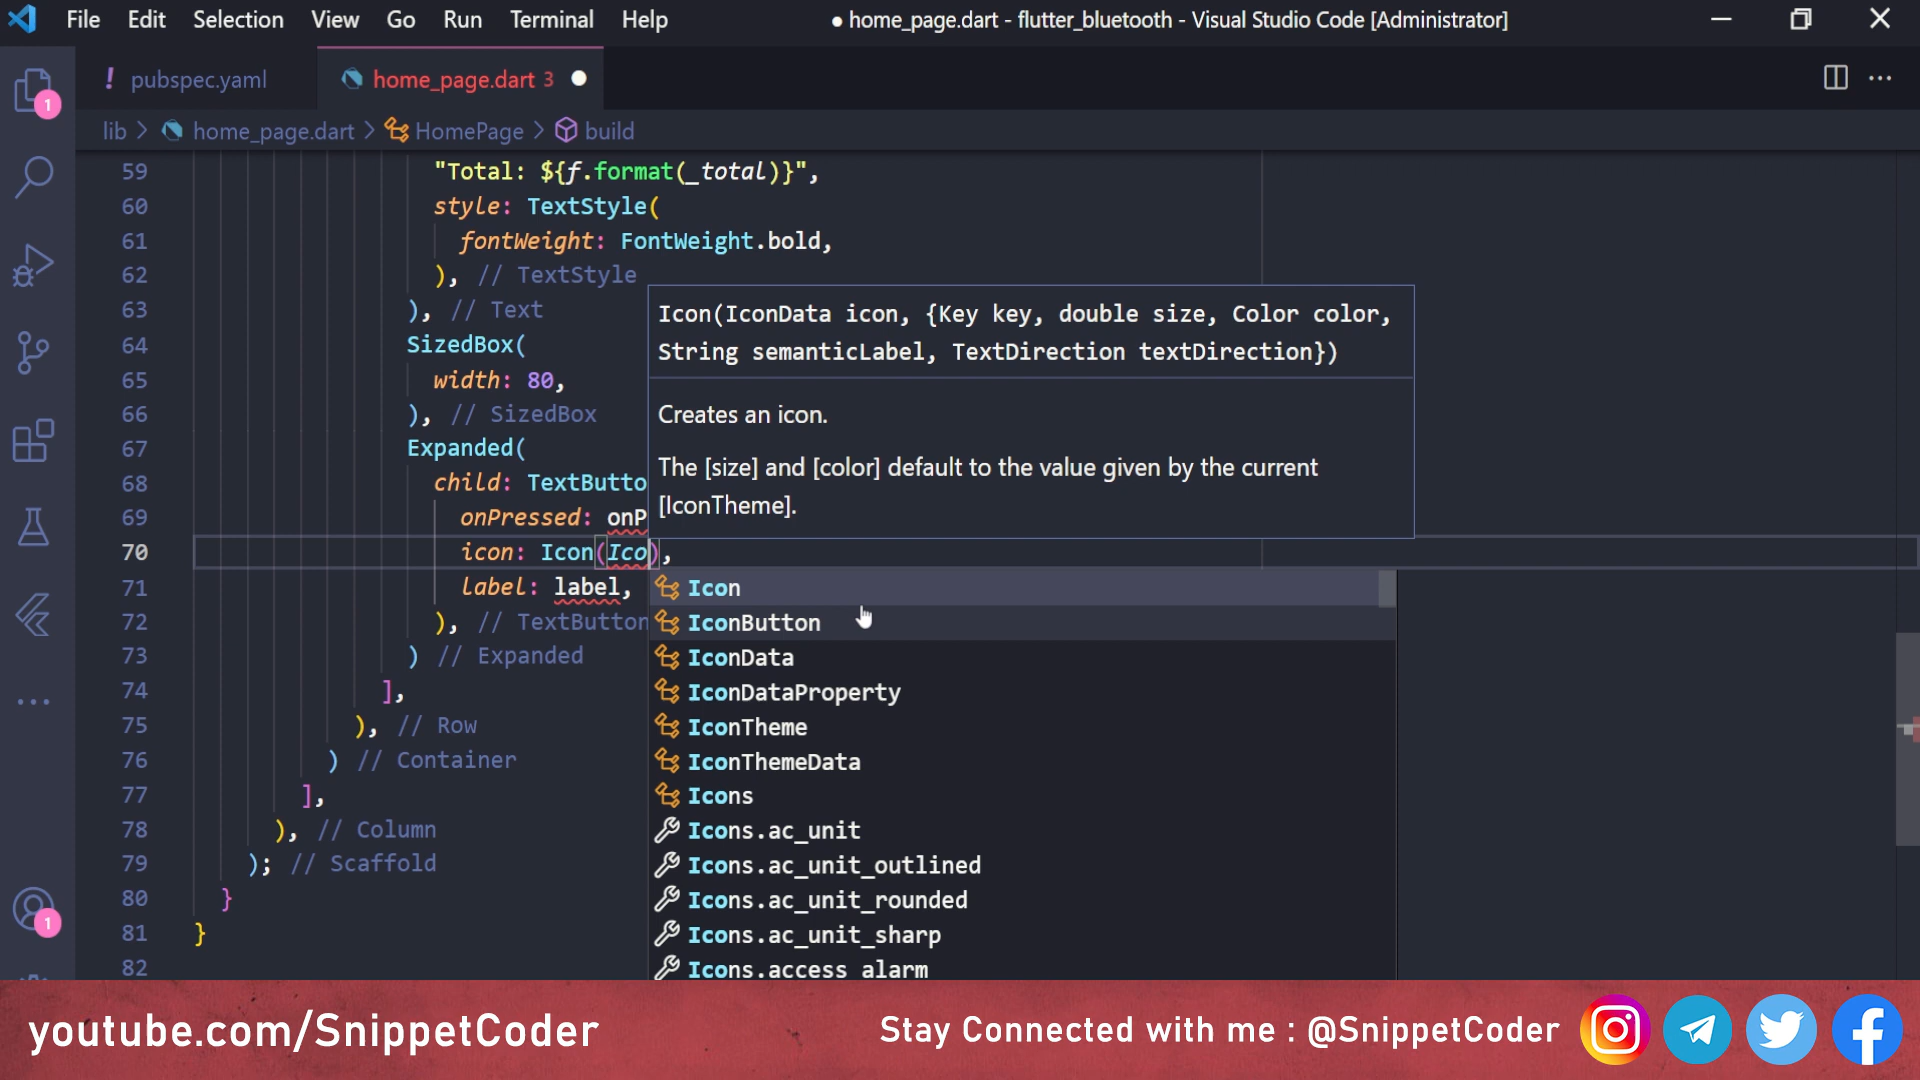 File Edit Selection View Go Run Terminal Help ● home_page.dart - flutter_bluetooth - Visual Studio Code [Administrator]
! pubspec.yaml home_page.dart 3 ●
lib > home_page.dart > HomePage > build
59 "Total: ${f.format(_total)}",
60 style: TextStyle(
61 fontWeight: FontWeight.bold,
62 ), // TextStyle
63 ), // Text
64 SizedBox(
65 width: 80,
66 ), // SizedBox
67 Expanded(
68 child: TextButto
69 onPressed: onP
70 icon: Icon(Ico),
71 label: label,
72 ), // TextButton
73 ) // Expanded
74 ],
75 ), // Row
76 ) // Container
77 ],
78 ), // Column
79 ); // Scaffold
80 }
81 }
82
Icon(IconData icon, {Key key, double size, Color color,
String semanticLabel, TextDirection textDirection})
Creates an icon.
The [size] and [color] default to the value given by the current
[IconTheme].
Icon
IconButton
IconData
IconDataProperty
IconTheme
IconThemeData
Icons
Icons.ac_unit
Icons.ac_unit_outlined
Icons.ac_unit_rounded
Icons.ac_unit_sharp
Icons.access_alarm
1
1
youtube.com/SnippetCoder
Stay Connected with me : @SnippetCoder